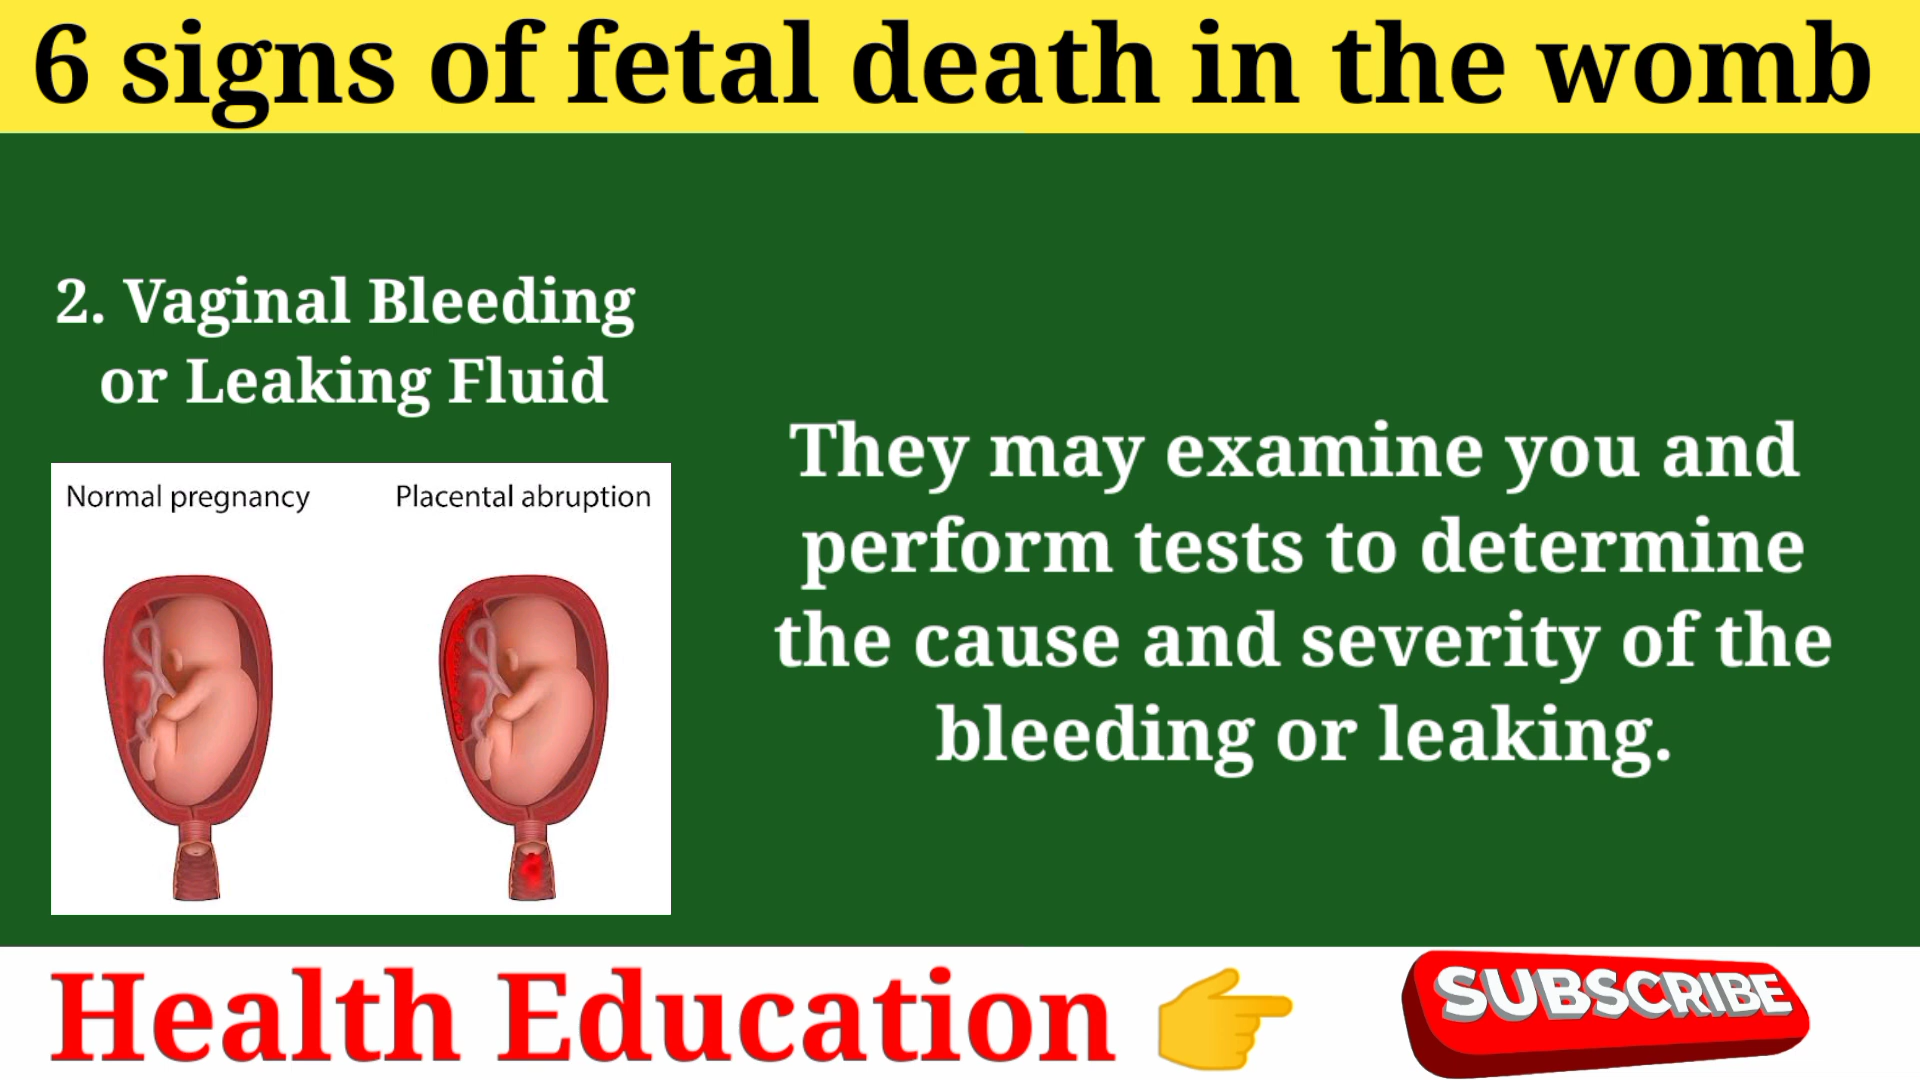 6 signs of fetal death in the womb
2. Vaginal Bleeding
or Leaking Fluid
Normal pregnancy
Placental abruption
They may examine you and
perform tests to determine
the cause and severity of the
bleeding or leaking.
Health Education
SUBSCRIBE